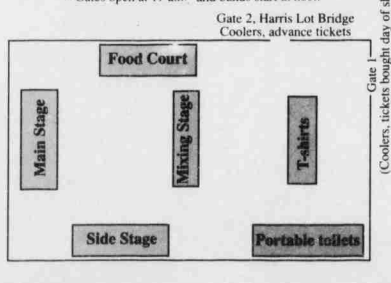 Gate 2, Harris Lot Bridge
Coolers, advance tickets
Food Court
Main Stage
Mixing Stage
T-shirts
Gate 1
(Coolers, tickets bought day of
Side Stage
Portable toilets